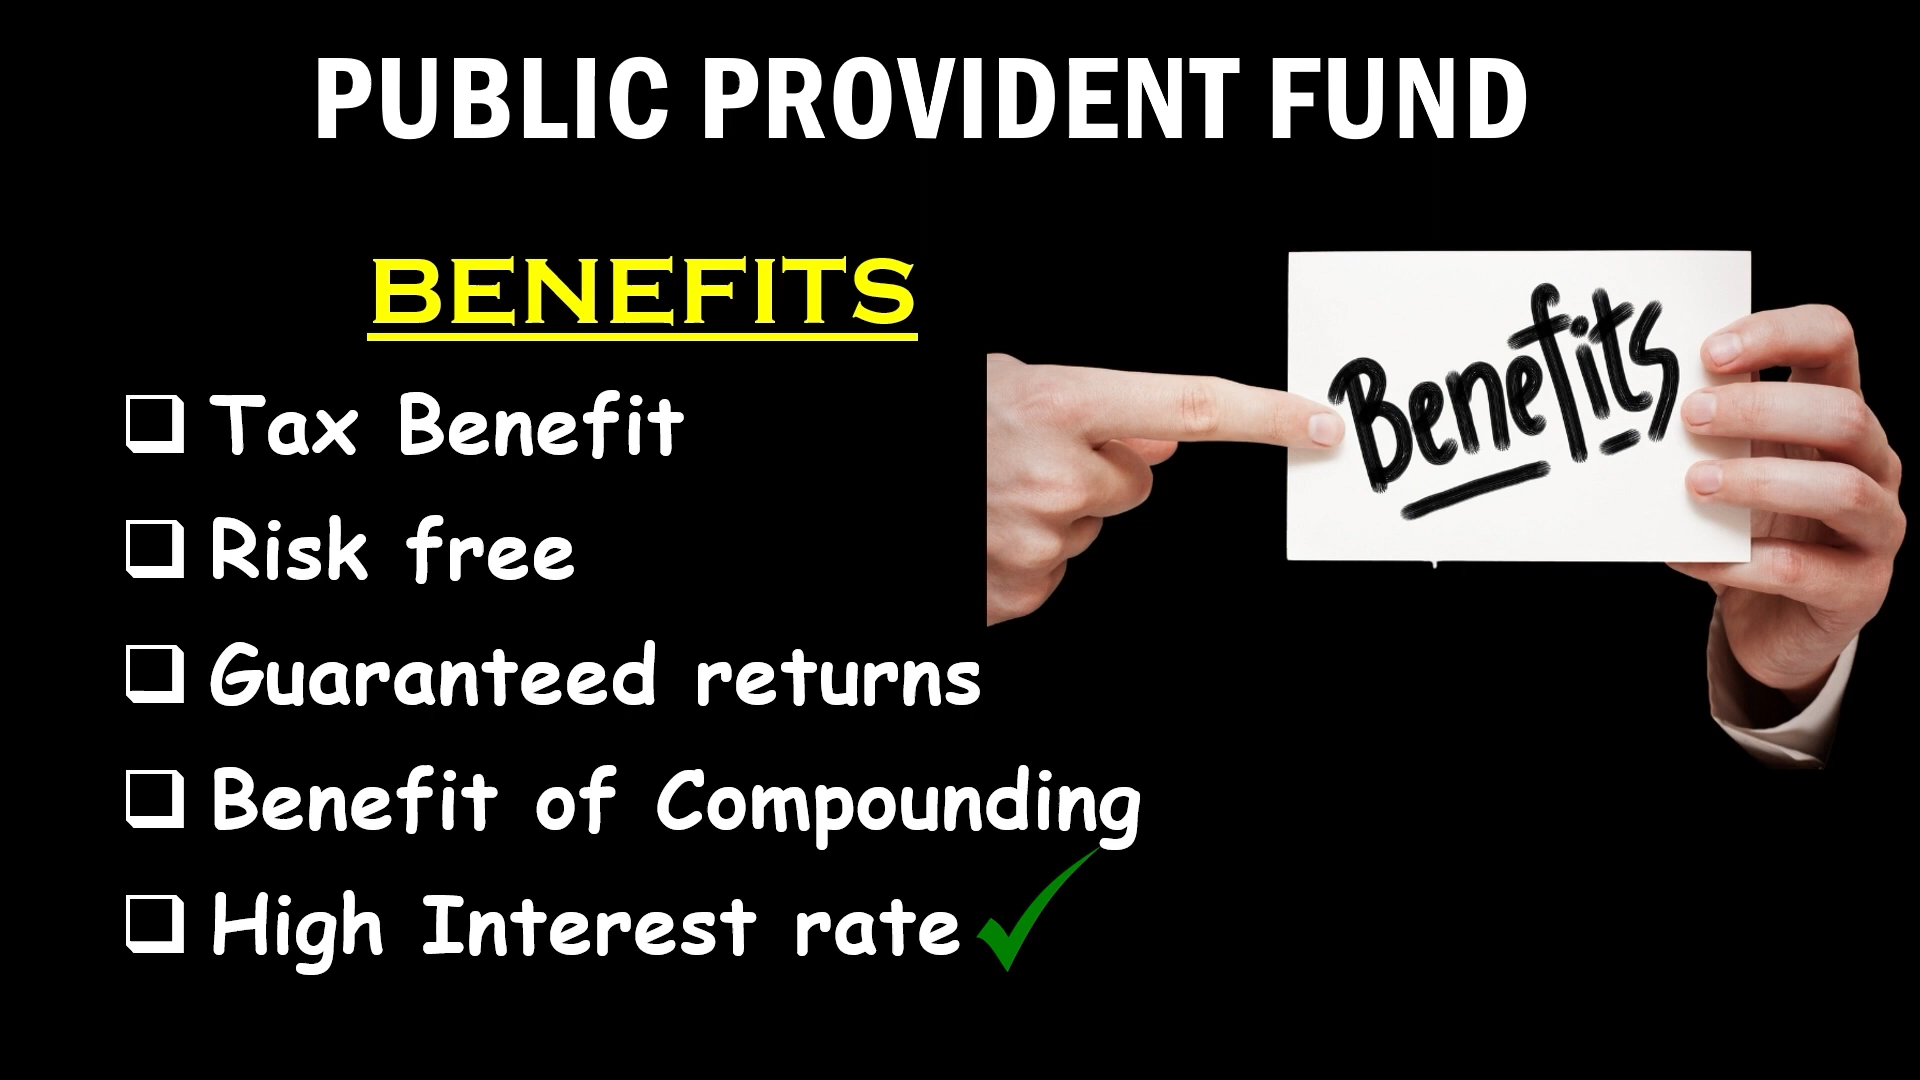 PUBLIC PROVIDENT FUND
BENEFITS
Tax Benefit
Risk free
Guaranteed returns
Benefit of Compounding
High Interest rate
Benefits